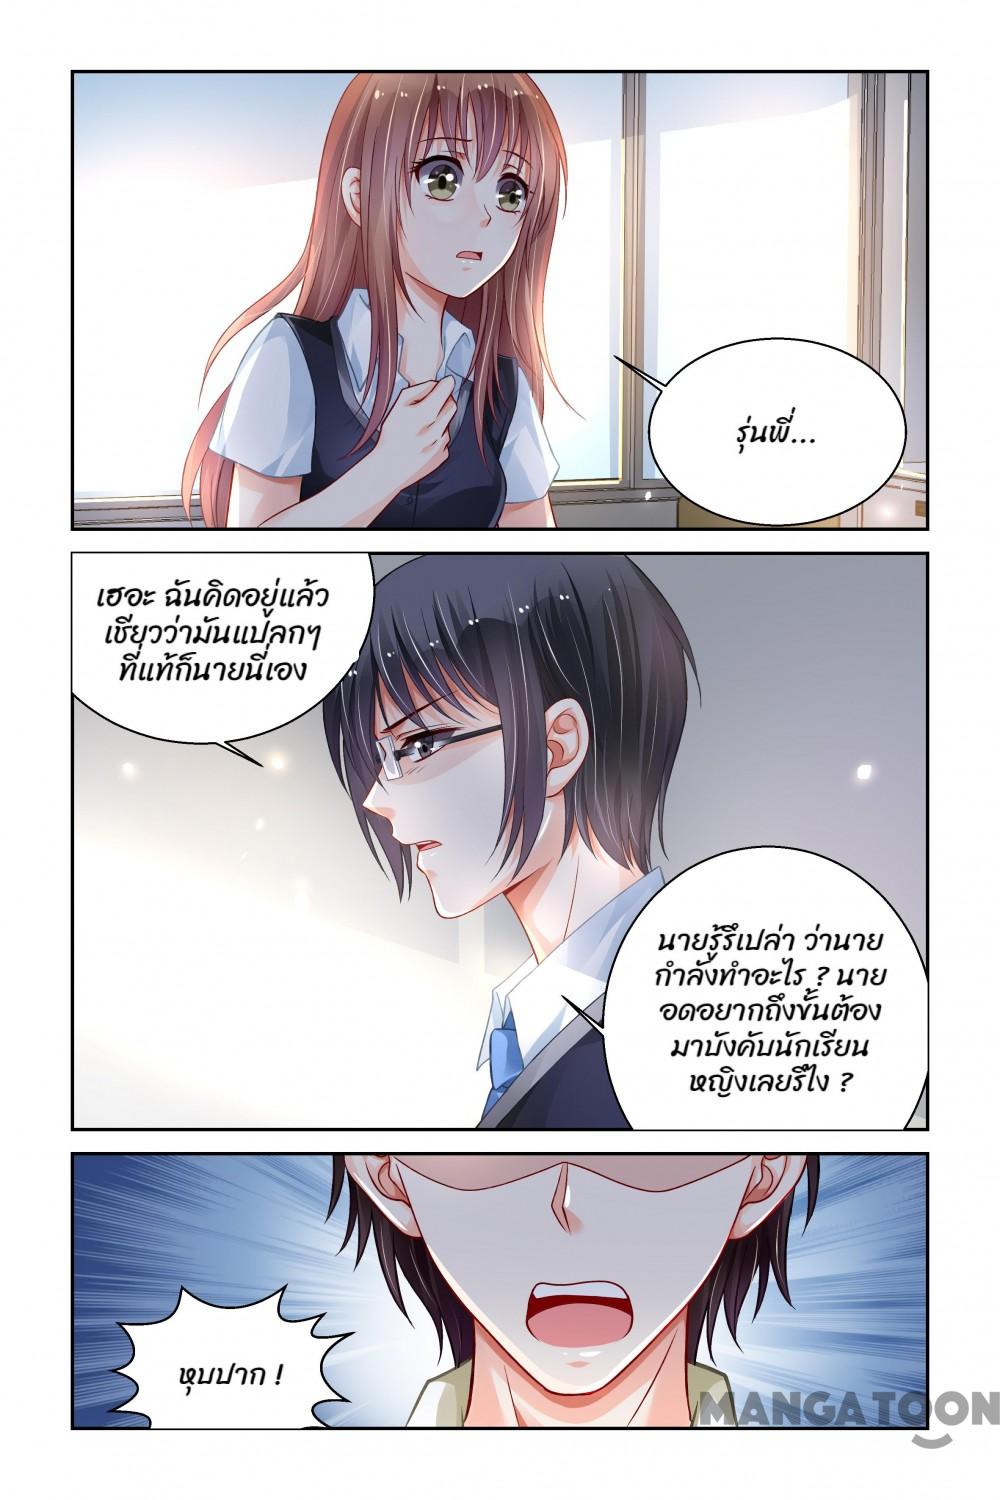 รุ่นพี่...
เฮอะ ฉันคิดอยู่แล้ว
เชียวว่ามันแปลกๆ
ที่แท้ก็นายนี่เอง
นายรู้รึเปล่า ว่านาย
กำลังทำอะไร ? นาย
อดอยากถึงขั้นต้อง
มาบังคับนักเรียน
หญิงเลยรึไง ?
หุบปาก !
MANGATOON